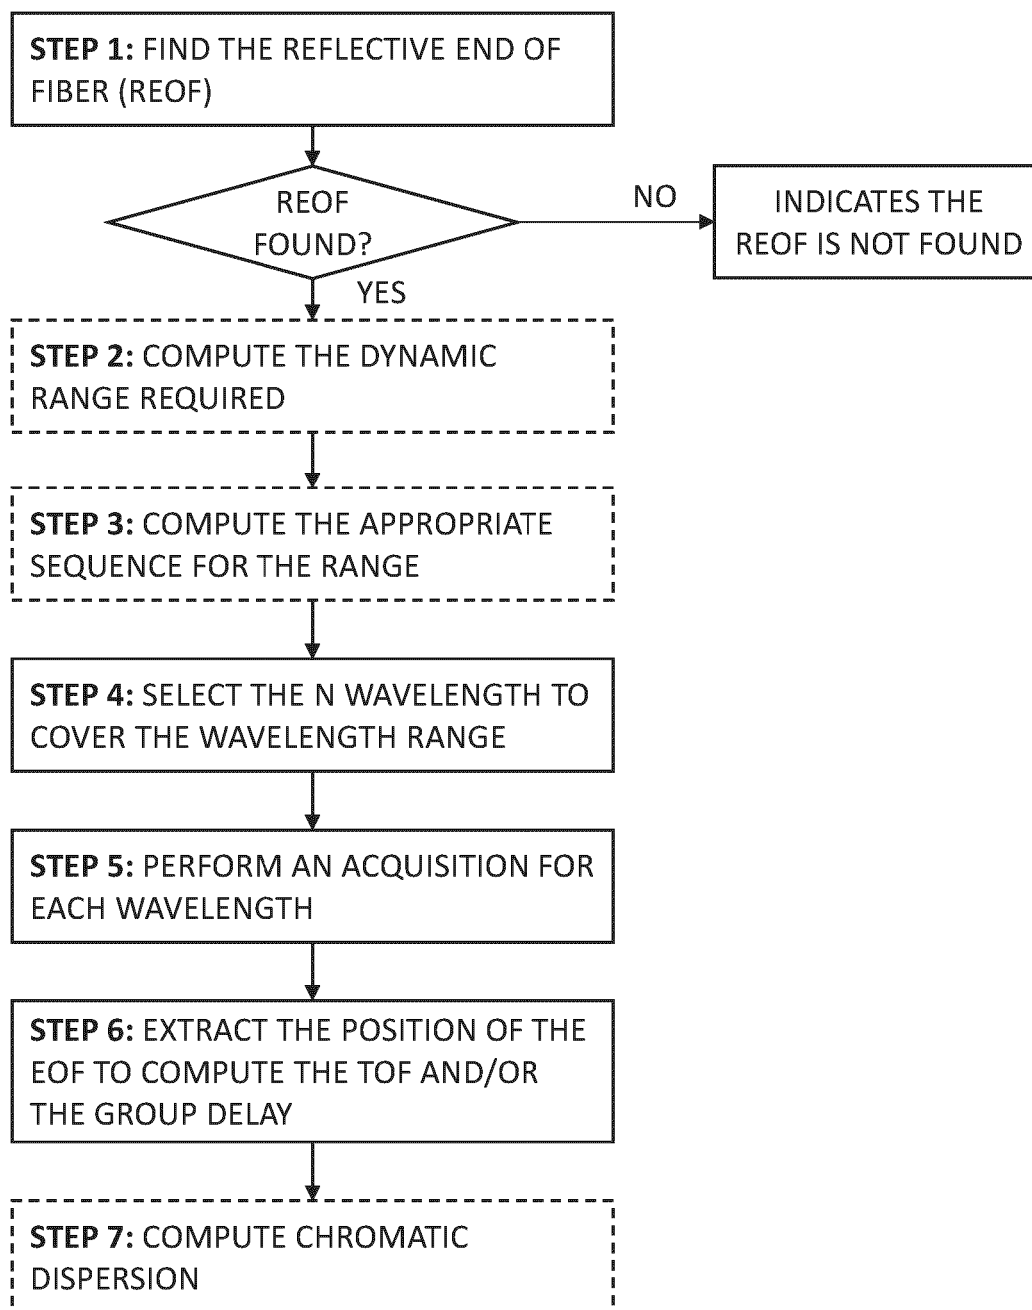 STEP 1: FIND THE REFLECTIVE END OF
FIBER (REOF)
REOF
FOUND?
NO
INDICATES THE
REOF IS NOT FOUND
YES
STEP 2: COMPUTE THE DYNAMIC
RANGE REQUIRED
STEP 3: COMPUTE THE APPROPRIATE
SEQUENCE FOR THE RANGE
STEP 4: SELECT THE N WAVELENGTH TO
COVER THE WAVELENGTH RANGE
STEP 5: PERFORM AN ACQUISITION FOR
EACH WAVELENGTH
STEP 6: EXTRACT THE POSITION OF THE
EOF TO COMPUTE THE TOF AND/OR
THE GROUP DELAY
STEP 7: COMPUTE CHROMATIC
DISPERSION